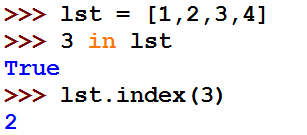 >>> lst = [1,2,3,4]
>>> 3 in lst
True
>>> lst.index(3)
2